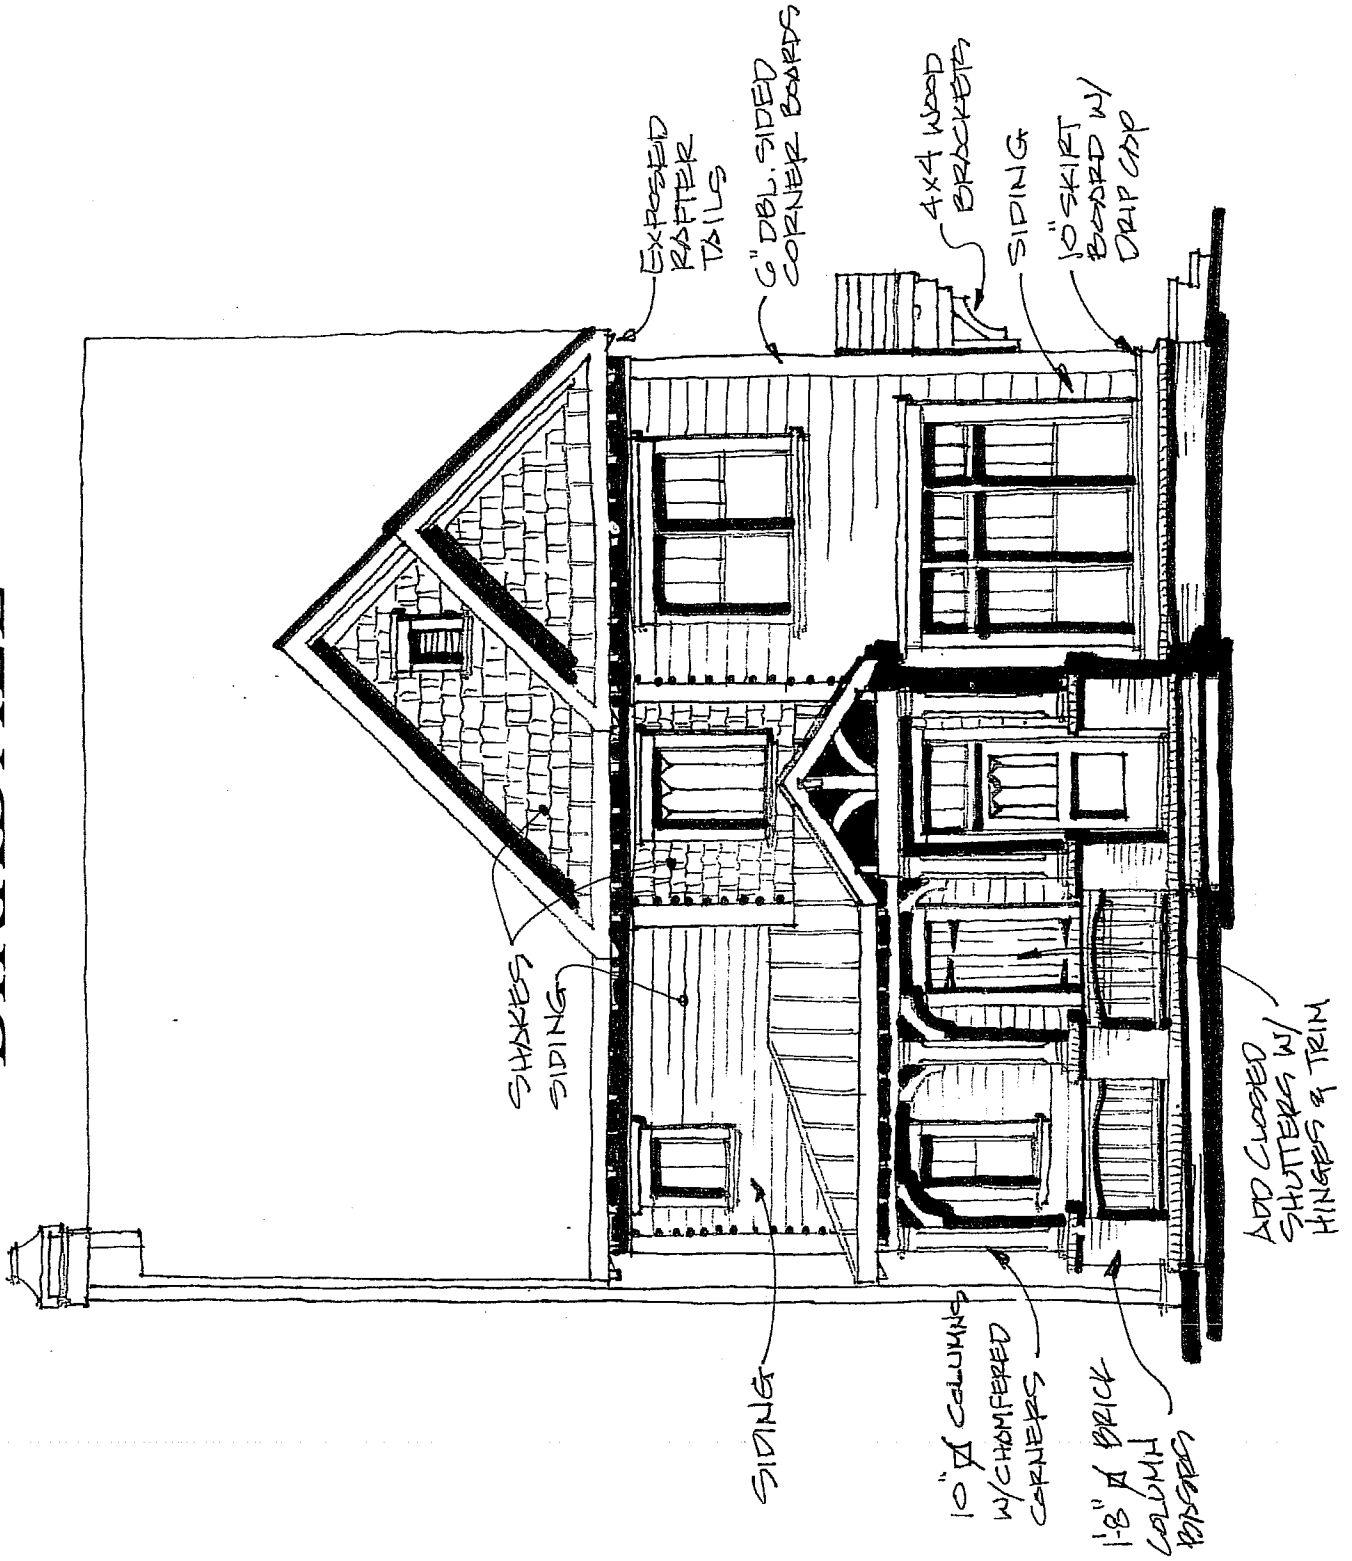 SHAKES
SIDING
SIDING
10" ⌀ COLUMNS
W/CHAMFERED
CORNERS
1'-8" ⌀ BRICK
COLUMN
BASES
EXPOSED
RAFTER
TAILS
6" DBL. SIDED
CORNER BOARDS
4x4 WOOD
BRACKETS
SIDING
10" SKIRT
BOARD W/
DRIP CAP
ADD CLOSED
SHUTTERS W/
HINGES & TRIM